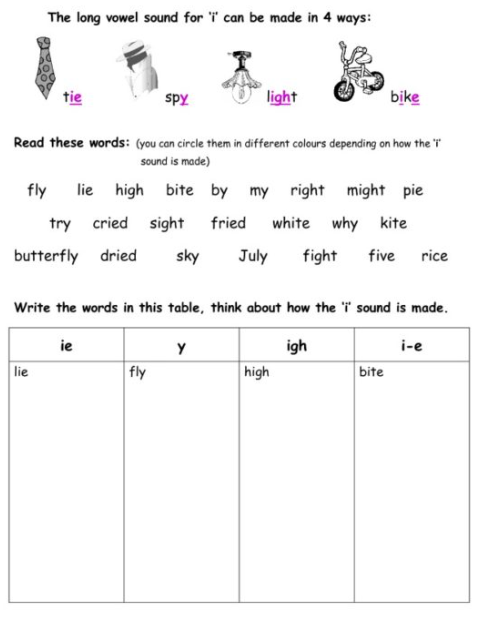 The long vowel sound for 'i' can be made in 4 ways:
tie spy light bike
Read these words: (you can circle them in different colours depending on how the 'i'
sound is made)
fly lie high bite by my right might pie
try cried sight fried white why kite
butterfly dried sky July fight five rice
Write the words in this table, think about how the 'i' sound is made.
ie y igh i-e
lie fly high bite